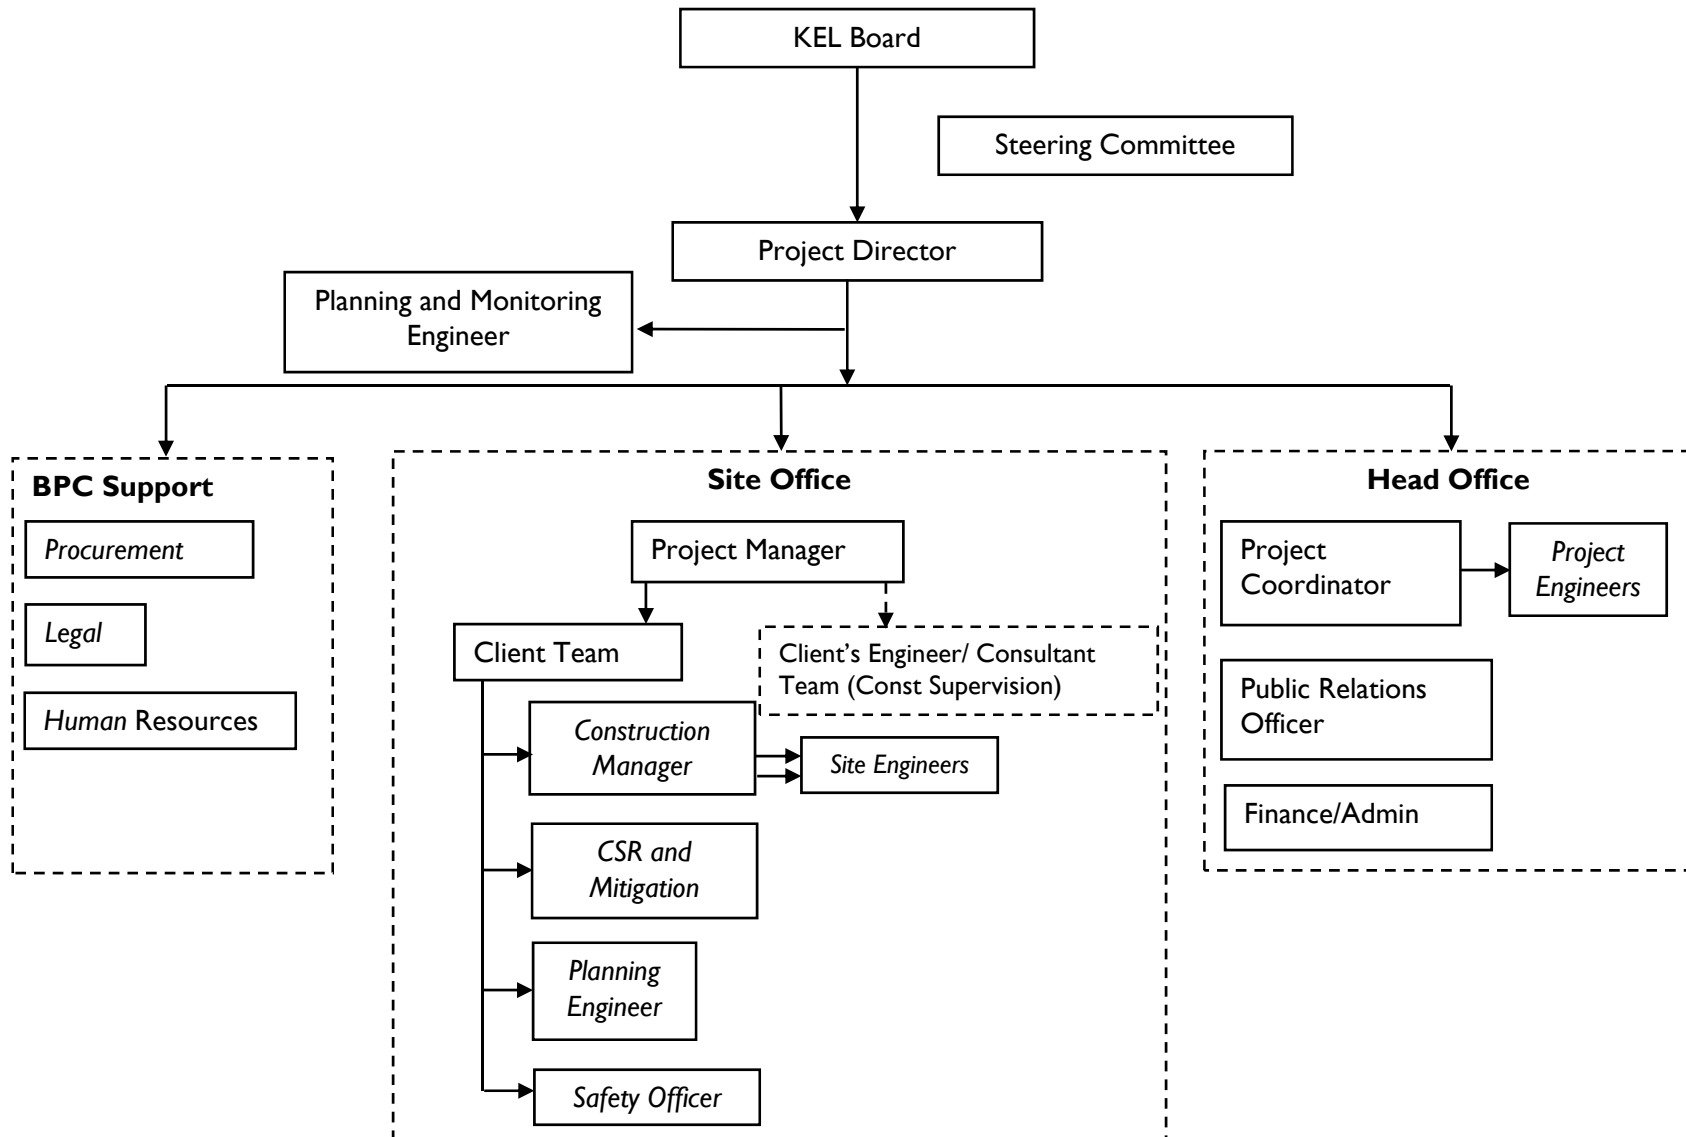 KEL Board
Steering Committee
Project Director
Planning and Monitoring
Engineer
BPC Support
Procurement
Legal
Human Resources
Site Office
Project Manager
Client Team
Client’s Engineer/ Consultant
Team (Const Supervision)
Construction
Manager
Site Engineers
CSR and
Mitigation
Planning
Engineer
Safety Officer
Head Office
Project
Coordinator
Project
Engineers
Public Relations
Officer
Finance/Admin